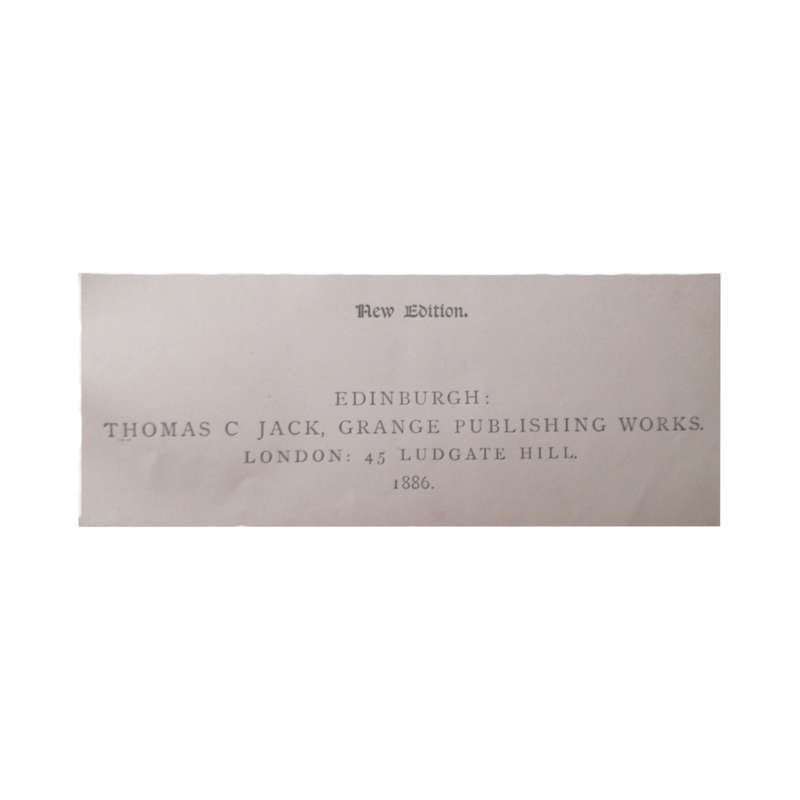 New Edition.
EDINBURGH:
THOMAS C JACK, GRANGE PUBLISHING WORKS.
LONDON: 45 LUDGATE HILL.
1886.